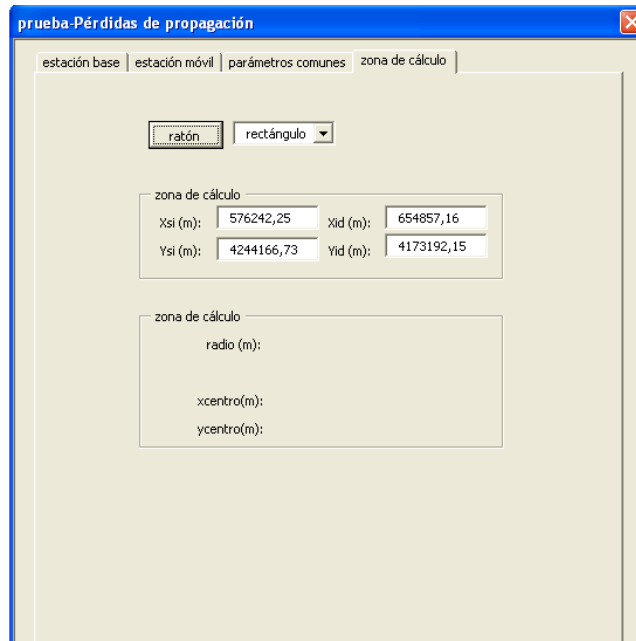 prueba-Pérdidas de propagación
estación base estación móvil parámetros comunes zona de cálculo
ratón rectángulo
zona de cálculo
Xsi (m): 576242,25 Xid (m): 654857,16
Ysi (m): 4244166,73 Yid (m): 4173192,15
zona de cálculo
radio (m):
xcentro(m):
ycentro(m):